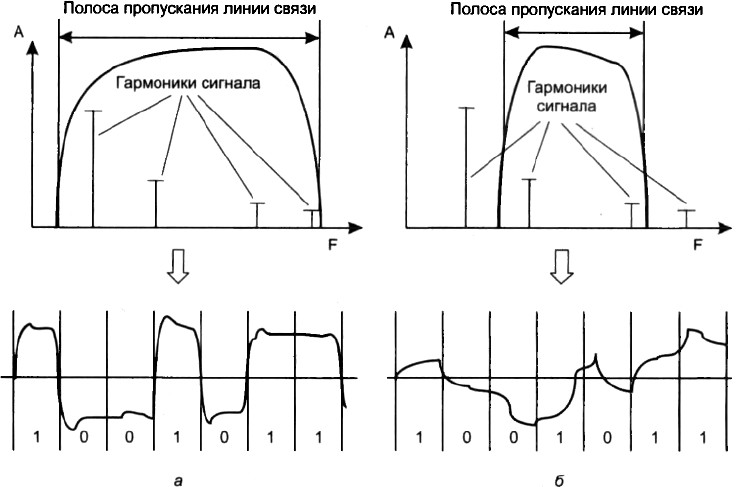 Полоса пропускания линии связи
A
Гармоники сигнала
F
1 0 0 1 0 1 1
а
Полоса пропускания линии связи
A
Гармоники
сигнала
F
1 0 0 1 0 1 1
б